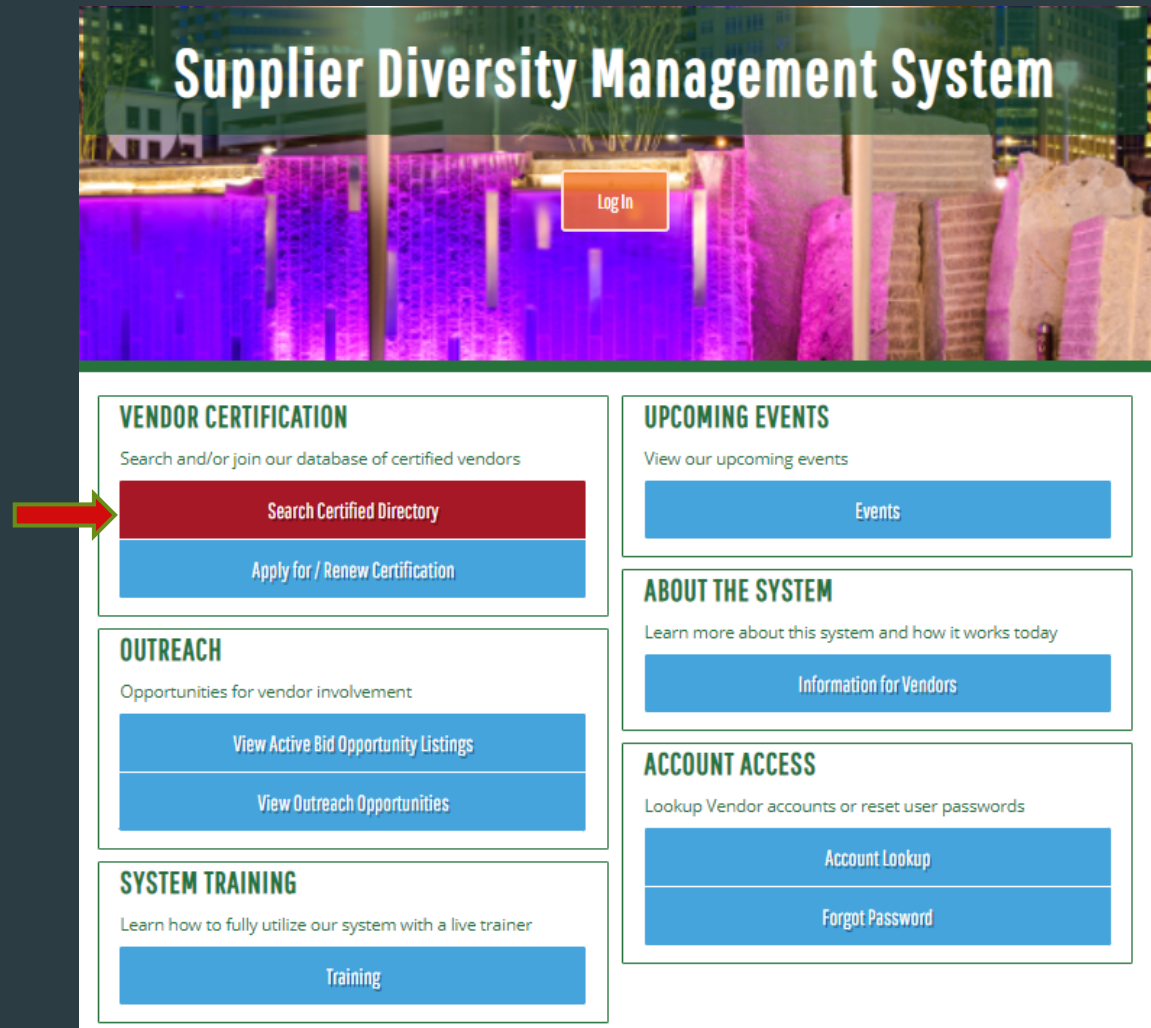 Supplier Diversity Management System
Log In
VENDOR CERTIFICATION
Search and/or join our database of certified vendors
Search Certified Directory
Apply for / Renew Certification
OUTREACH
Opportunities for vendor involvement
View Active Bid Opportunity Listings
View Outreach Opportunities
SYSTEM TRAINING
Learn how to fully utilize our system with a live trainer
Training
UPCOMING EVENTS
View our upcoming events
Events
ABOUT THE SYSTEM
Learn more about this system and how it works today
Information for Vendors
ACCOUNT ACCESS
Lookup Vendor accounts or reset user passwords
Account Lookup
Forgot Password